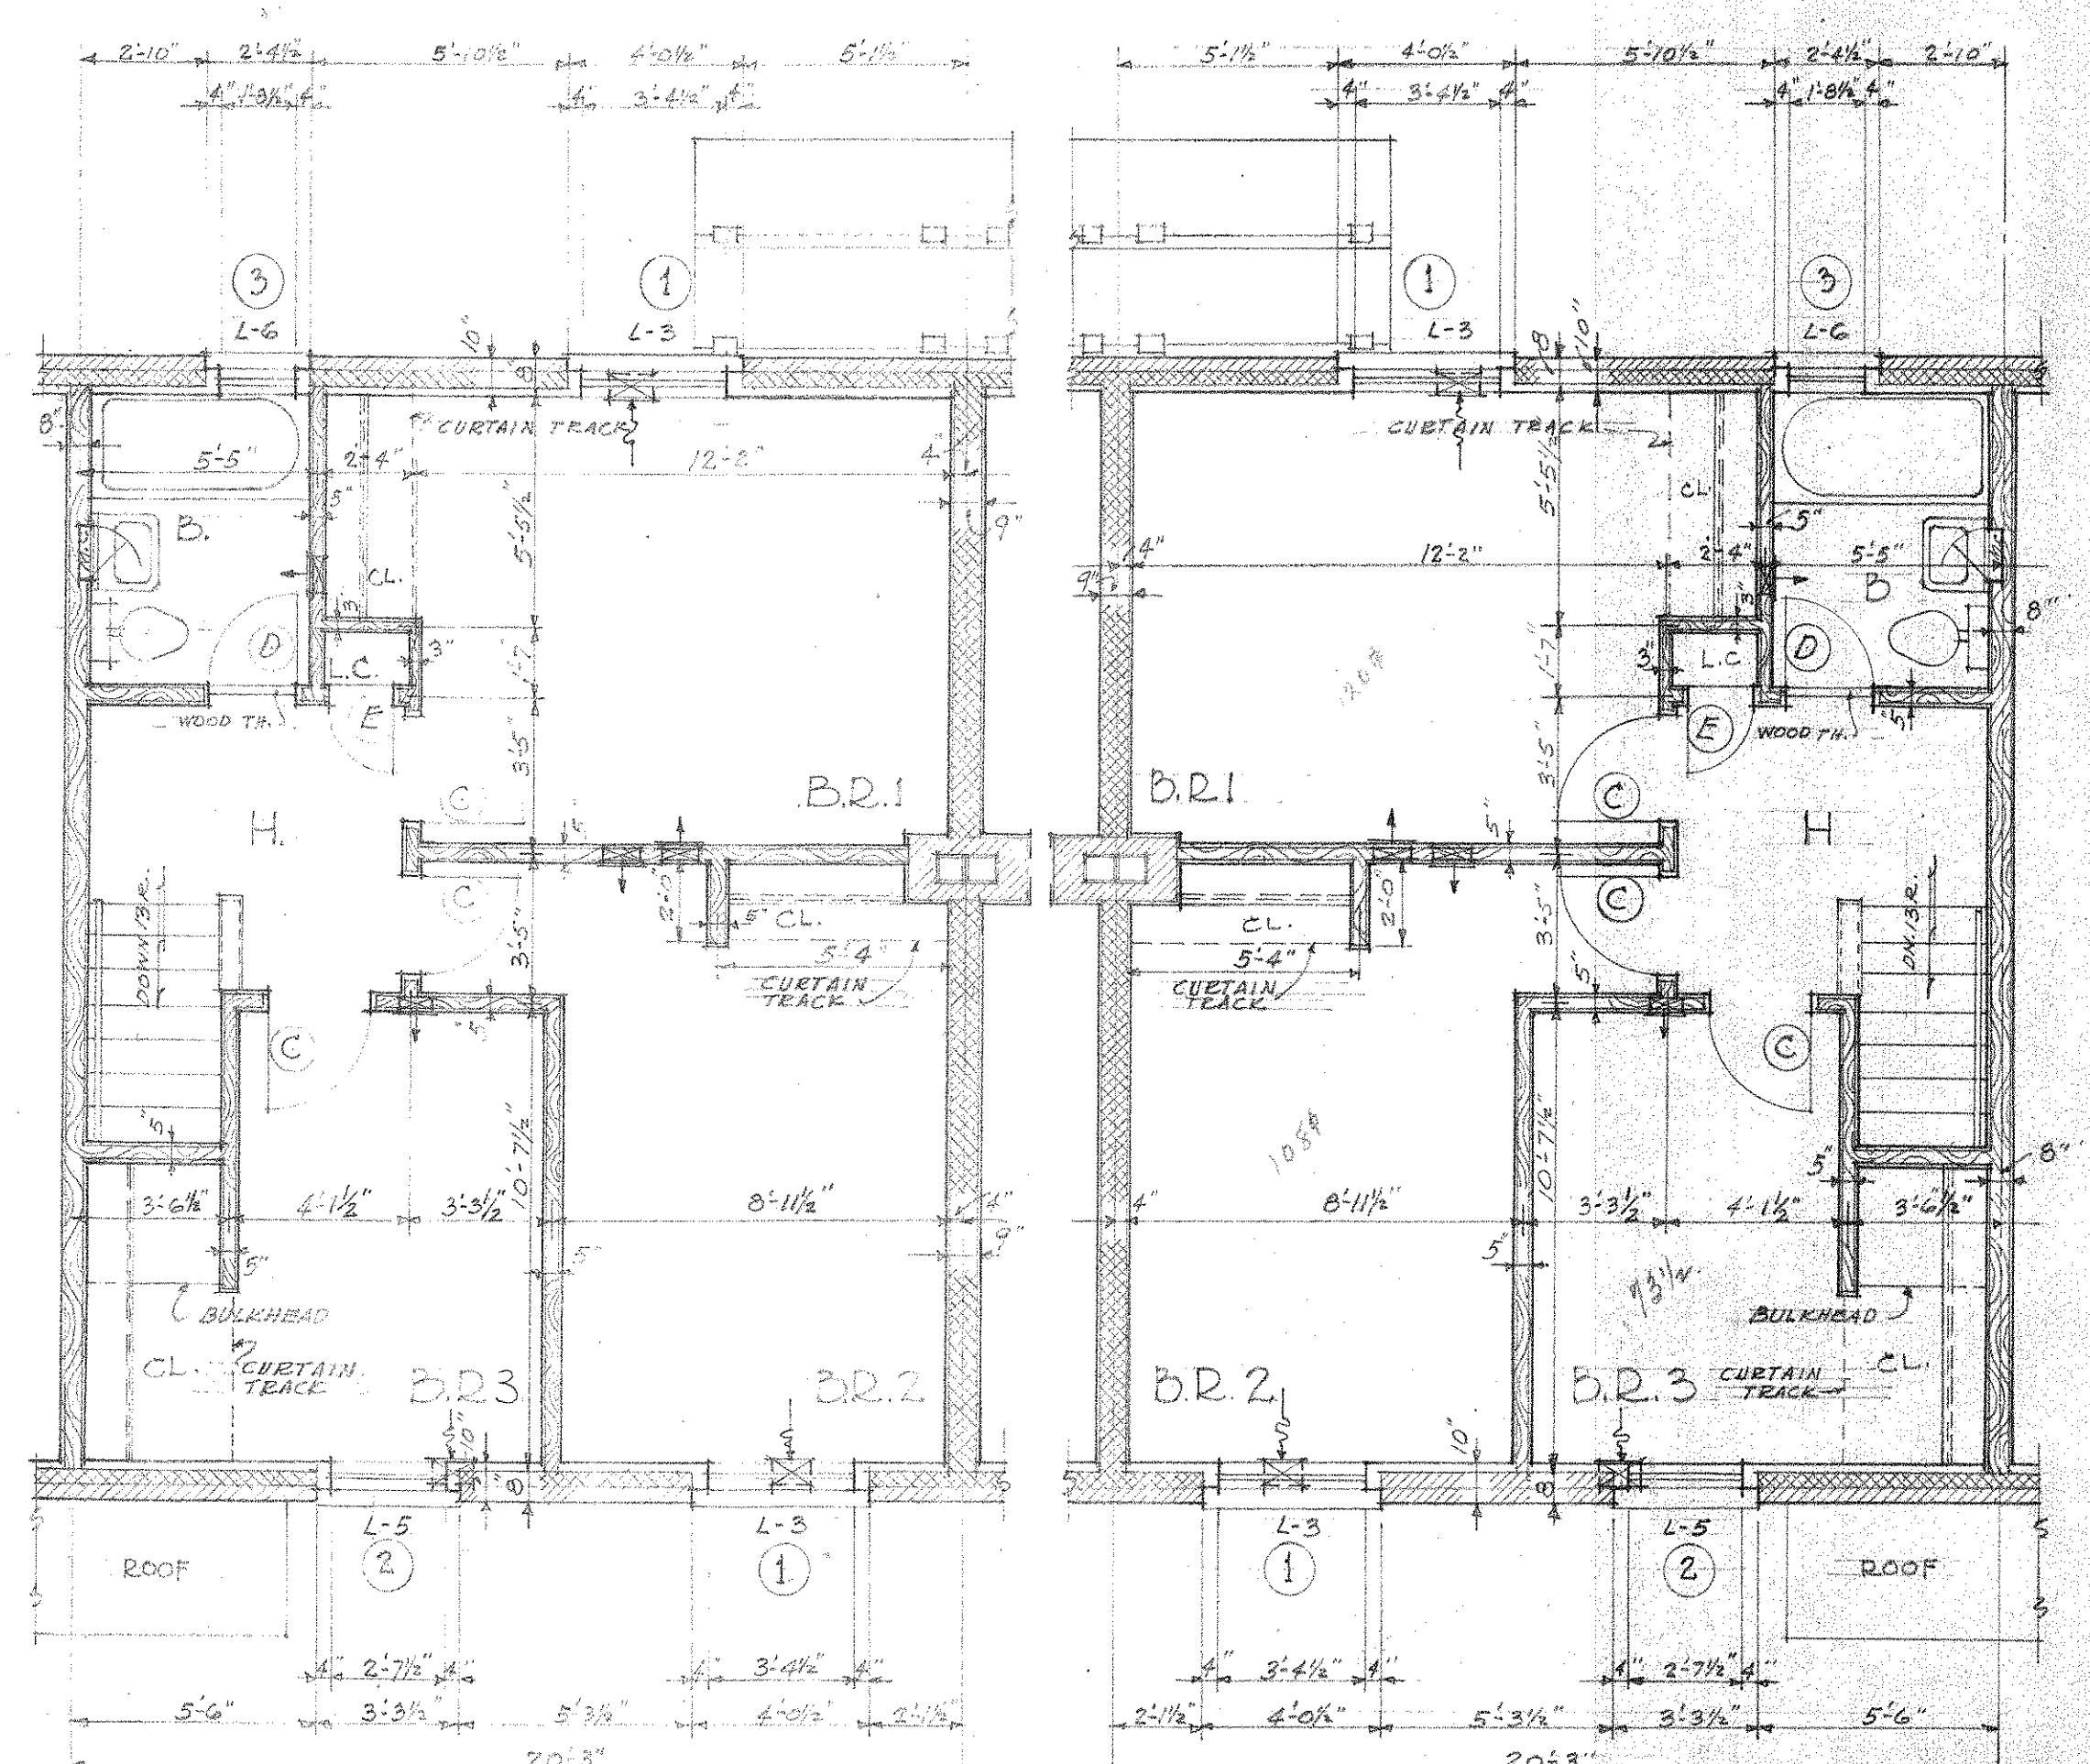 2'-10" 2'-4½" 5'-10½" 4'-0½" 5'-1½" 5'-1½" 4'-0½" 5'-10½" 2'-4½" 2'-10"
4" 1'-8½" 4" 4" 3'-4½" 4" 4" 3'-4½" 4" 4" 1'-8½" 4"
3 1 1 3
L-6 L-3 L-3 L-6
10" 8" 8 10"
8" CURTAIN TRACK CURTAIN TRACK
5'-5" 2'-4" 12'-2" 4" 5'-5½"
5" 9" CL. 5"
B. 5'-5½" 4" 12'-2" 2'-4" 5'-5"
M.C. CL. 9" B
3" 3" 8"
D L.C. 3" 1'-7" 1'-7" 3" L.C. D
WOOD TH. E 3'-5" 120# 3'-5" E WOOD TH. 5"
C B.R.1 B.R.1 C
H. 5" 5" H
DOWN 13 R. C 2'-0" 5" CL. CL. 2'-0" C DN. 13 R.
3'-5" 5'-4" 5'-4" 3'-5"
CURTAIN TRACK CURTAIN TRACK 5"
C 5" C
5" 10'-7½" 105# 10'-7½" 5" 8"
3'-6½" 4'-1½" 3'-3½" 8'-11½" 4" 4" 8'-11½" 3'-3½" 4'-1½" 3'-6½"
5" 5" 9" 5"
BULKHEAD BULKHEAD
CL. CURTAIN TRACK B.R.3 B.R.2 B.R.2 B.R.3 CURTAIN TRACK CL.
10" 8" 10" 8
L-5 L-3 L-3 L-5
ROOF 2 1 1 2 ROOF
4" 2'-7½" 4" 4" 3'-4½" 4" 4" 3'-4½" 4" 4" 2'-7½" 4"
5'-6" 3'-3½" 5'-3½" 4'-0½" 2'-1½" 2'-1½" 4'-0½" 5'-3½" 3'-3½" 5'-6"
20'-3" 20'-3"